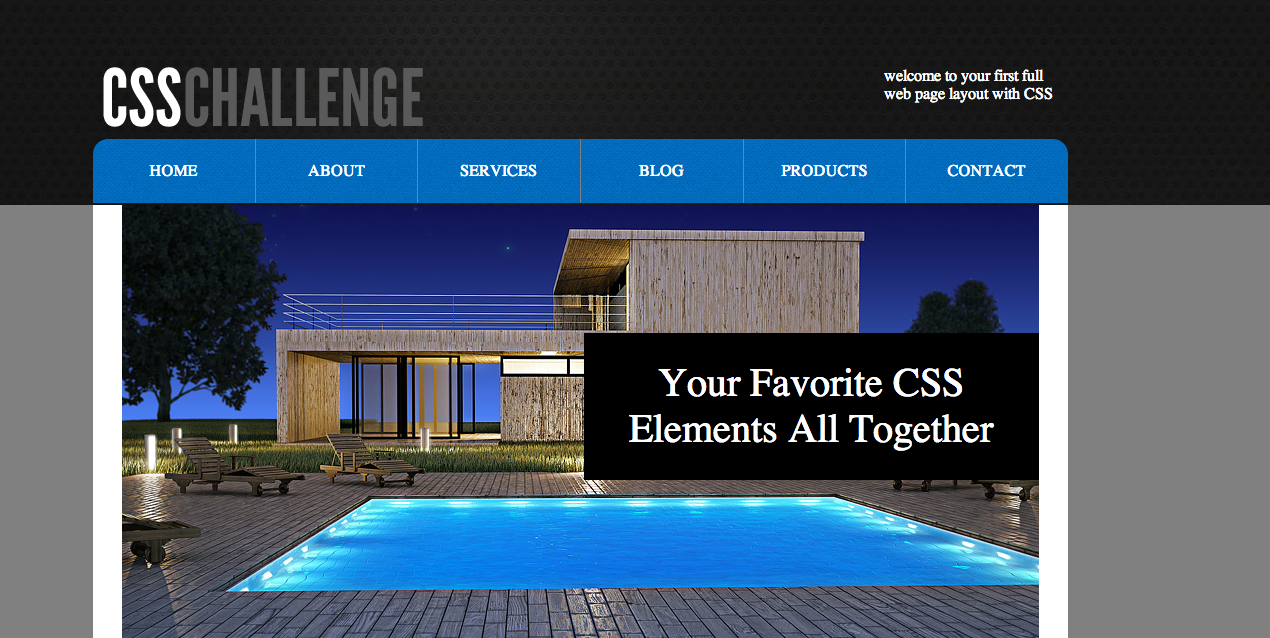 CSSCHALLENGE
welcome to your first full
web page layout with CSS
HOME ABOUT SERVICES BLOG PRODUCTS CONTACT
Your Favorite CSS
Elements All Together